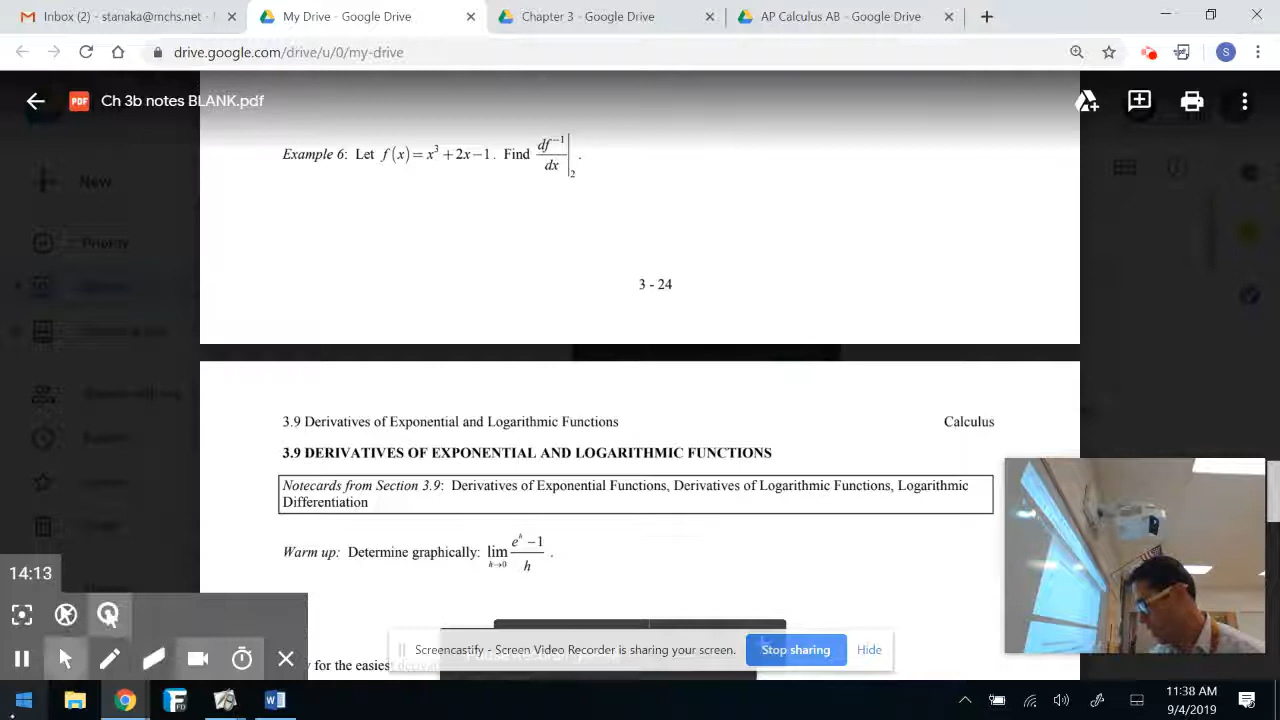 Inbox (2) - stanaka@mchs.net - M
My Drive - Google Drive
Chapter 3 - Google Drive
AP Calculus AB - Google Drive
drive.google.com/drive/u/0/my-drive
S
PDF
Ch 3b notes BLANK.pdf
New
Priority
Example 6: Let f(x) = x³ + 2x − 1. Find df⁻¹/dx|₂.
3 - 24
3.9 Derivatives of Exponential and Logarithmic Functions Calculus
3.9 DERIVATIVES OF EXPONENTIAL AND LOGARITHMIC FUNCTIONS
Notecards from Section 3.9: Derivatives of Exponential Functions, Derivatives of Logarithmic Functions, Logarithmic
Differentiation
Warm up: Determine graphically: lim h→0 (eʰ − 1)/h .
14:13
Screencastify - Screen Video Recorder is sharing your screen.
Stop sharing
Hide
for the easiest
11:38 AM
9/4/2019